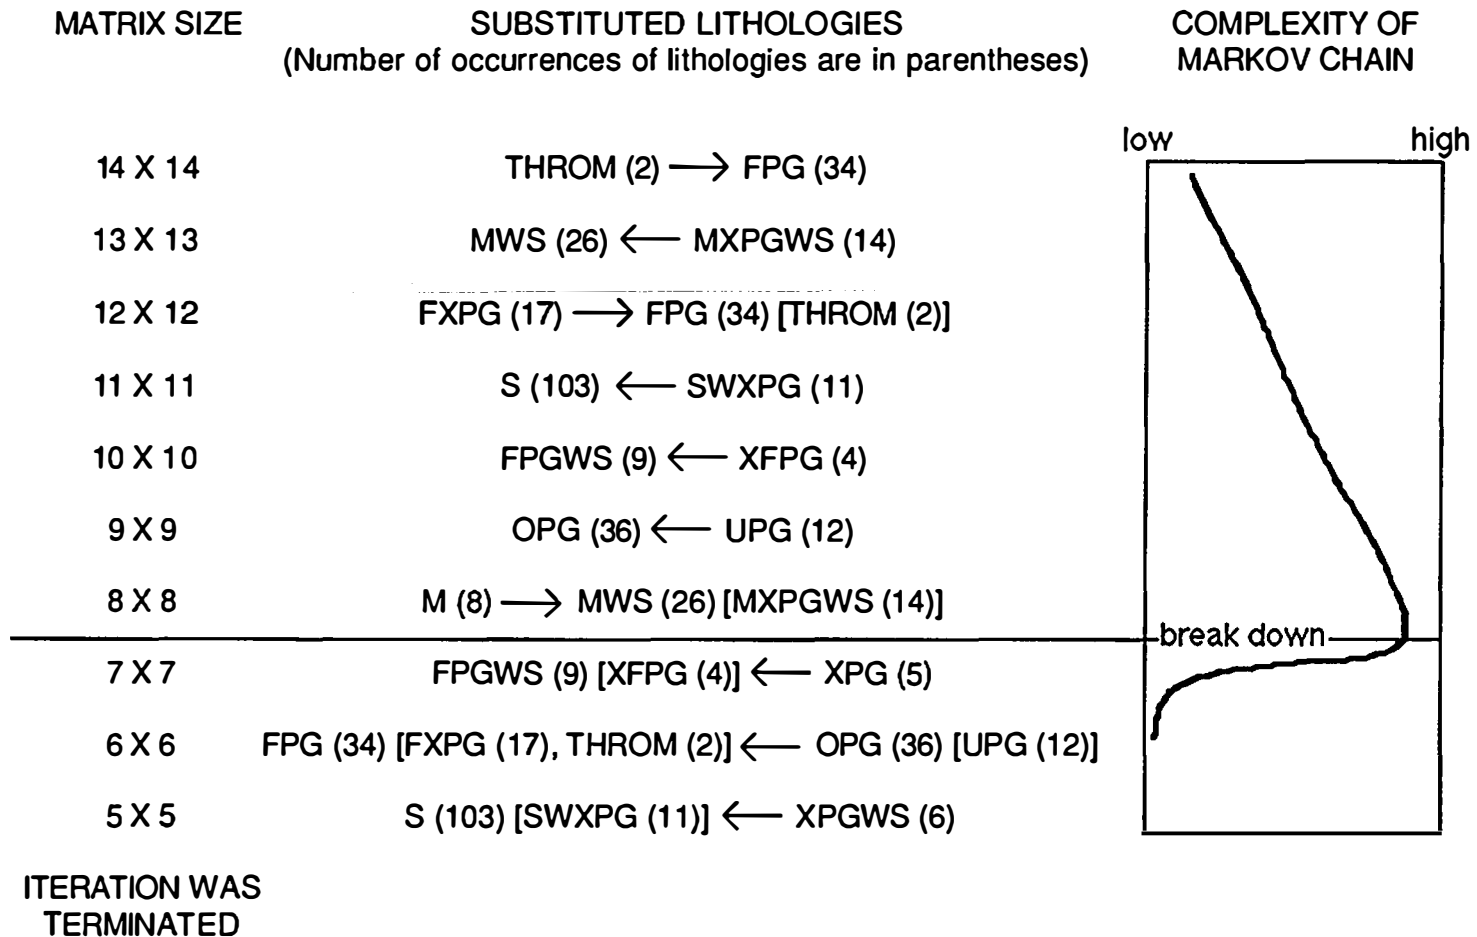 MATRIX SIZE SUBSTITUTED LITHOLOGIES COMPLEXITY OF
(Number of occurrences of lithologies are in parentheses) MARKOV CHAIN
low high
14 X 14 THROM (2) → FPG (34)
13 X 13 MWS (26) ← MXPGWS (14)
12 X 12 FXPG (17) → FPG (34) [THROM (2)]
11 X 11 S (103) ← SWXPG (11)
10 X 10 FPGWS (9) ← XFPG (4)
9 X 9 OPG (36) ← UPG (12)
8 X 8 M (8) → MWS (26) [MXPGWS (14)]
break down
7 X 7 FPGWS (9) [XFPG (4)] ← XPG (5)
6 X 6 FPG (34) [FXPG (17), THROM (2)] ← OPG (36) [UPG (12)]
5 X 5 S (103) [SWXPG (11)] ← XPGWS (6)
ITERATION WAS
TERMINATED